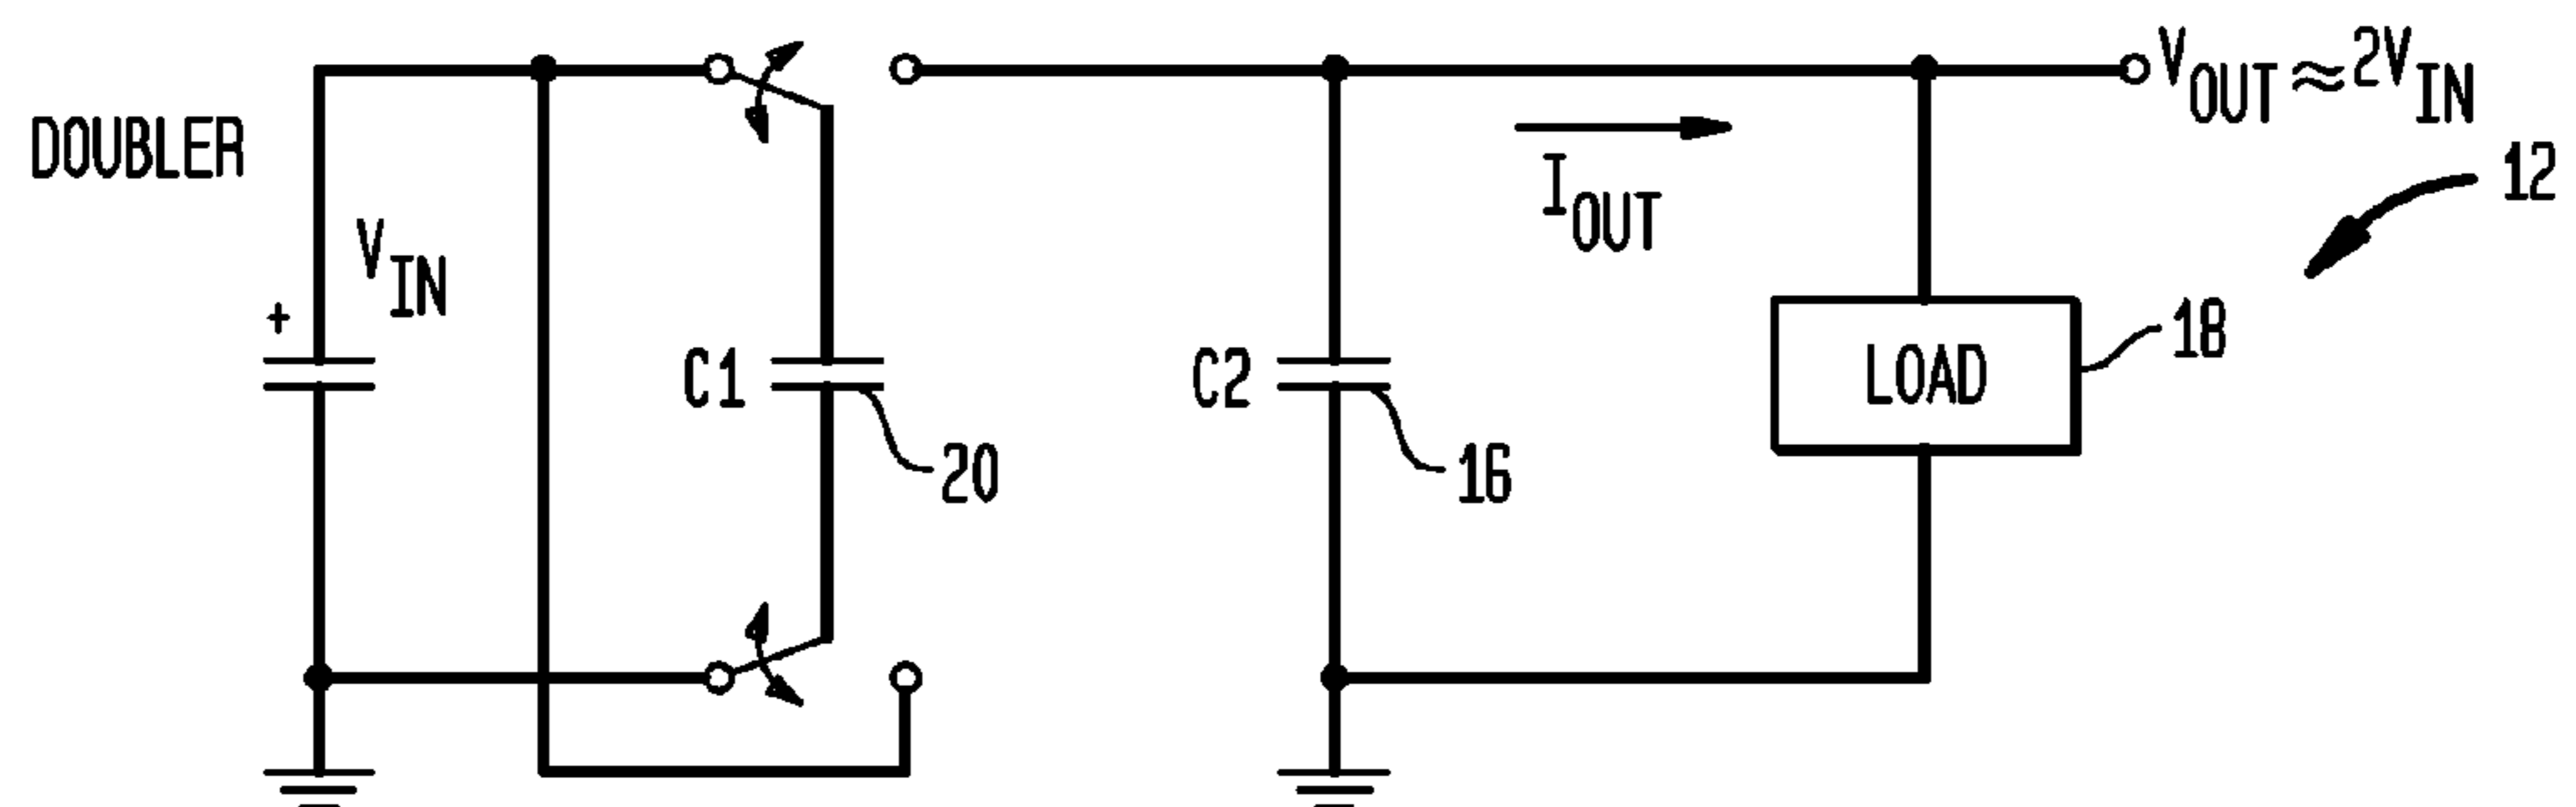 DOUBLER
V_IN
+
C1
20
C2
16
I_OUT
LOAD
18
V_OUT ≈ 2V_IN
12